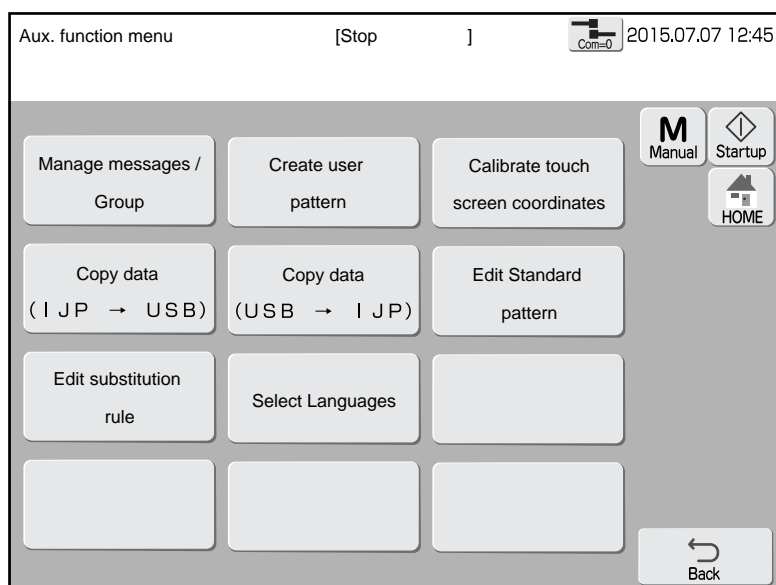 Aux. function menu [Stop ] Com=0 2015.07.07 12:45
M
Manual Startup
HOME
Manage messages /
Group
Create user
pattern
Calibrate touch
screen coordinates
Copy data
(IJP → USB)
Copy data
(USB → IJP)
Edit Standard
pattern
Edit substitution
rule
Select Languages
Back